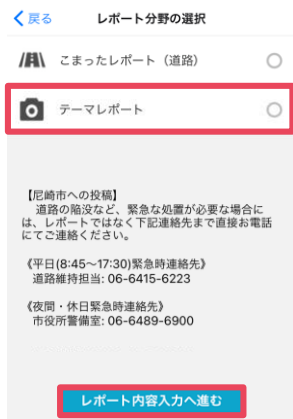 戻る レポート分野の選択
こまったレポート（道路）
テーマレポート
【尼崎市への投稿】
道路の陥没など、緊急な処置が必要な場合に
は、レポートではなく下記連絡先まで直接お電話
にてご連絡ください。
《平日(8:45〜17:30)緊急時連絡先》
道路維持担当: 06-6415-6223
《夜間・休日緊急時連絡先》
市役所警備室: 06-6489-6900
レポート内容入力へ進む